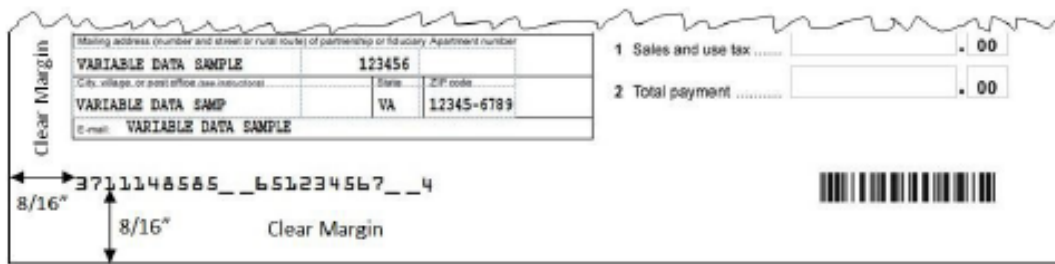 Clear Margin
Mailing address (number and street or rural route) of partnership or fiduciary Apartment number
VARIABLE DATA SAMPLE 123456
City, village, or post office (see instructions) State ZIP code
VARIABLE DATA SAMP VA 12345-6789
E-mail: VARIABLE DATA SAMPLE
1 Sales and use tax ........ . 00
2 Total payment ........... . 00
3711148585__651234567__4
8/16"
8/16"
Clear Margin